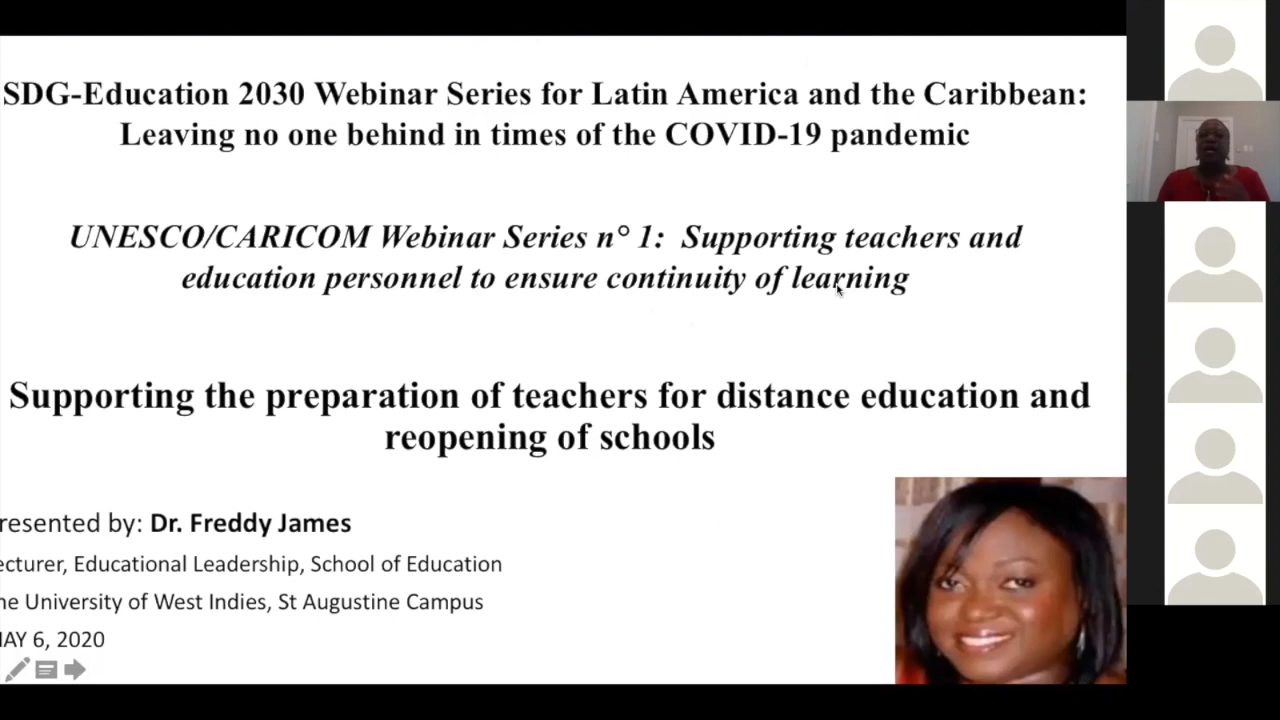 SDG-Education 2030 Webinar Series for Latin America and the Caribbean:
Leaving no one behind in times of the COVID-19 pandemic
UNESCO/CARICOM Webinar Series n° 1: Supporting teachers and
education personnel to ensure continuity of learning
Supporting the preparation of teachers for distance education and
reopening of schools
resented by: Dr. Freddy James
ecturer, Educational Leadership, School of Education
he University of West Indies, St Augustine Campus
MAY 6, 2020